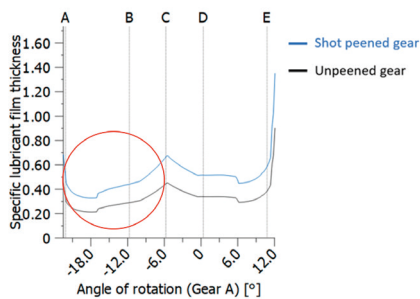 A B C D E
Specific lubricant film thickness
1.60
1.40
1.20
1.00
0.80
0.60
0.40
0.20
0
-18.0 -12.0 -6.0 0 6.0 12.0
Angle of rotation (Gear A) [°]
Shot peened gear
Unpeened gear